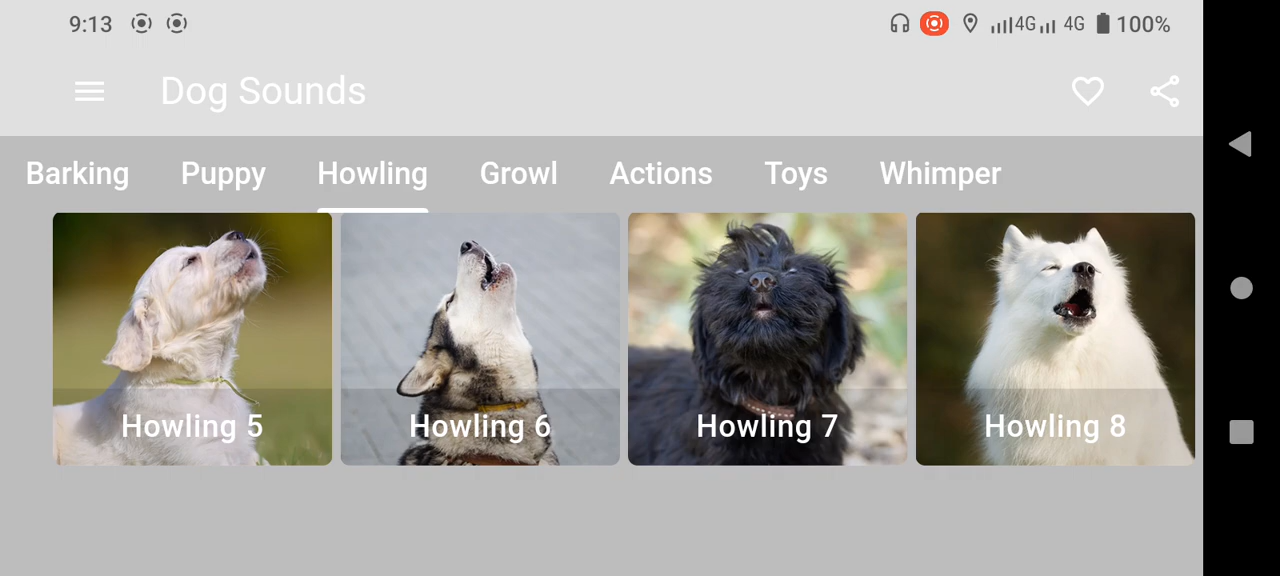 9:13 4G 4G 100%
Dog Sounds
Barking Puppy Howling Growl Actions Toys Whimper
Howling 5 Howling 6 Howling 7 Howling 8